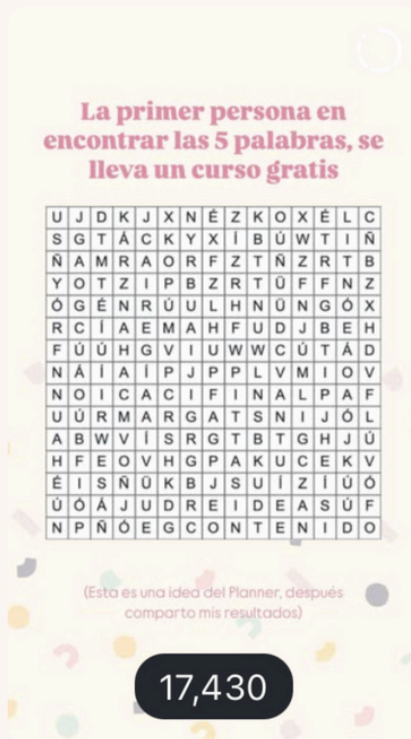 La primer persona en
encontrar las 5 palabras, se
lleva un curso gratis
U J D K J X N É Z K O X É L C
S G T Á C K Y X Í B Ú W T I Ñ
Ñ A M R A O R F Z T Ñ Z R T B
Y O T Z I P B Z R T Ü F F N Z
Ó G É N R Ú U L H N Ü N G Ó X
R C Í A E M A H F U D J B E H
F Ú Ú H G V I U W W C Ú T Á D
N Á Í A Í P J P P L V M I O V
N O I C A C I F I N A L P A F
U Ú R M A R G A T S N I J Ó L
A B W V Í S R G T B T G H J Ú
H F E O V H G P A K U C E K V
É I S Ñ Ü K B J S U Í Z Í Ú Ó
Ú Ó Á J U D R E I D E A S Ú F
N P Ñ Ó E G C O N T E N I D O
(Esta es una idea del Planner, después
comparto mis resultados)
17,430